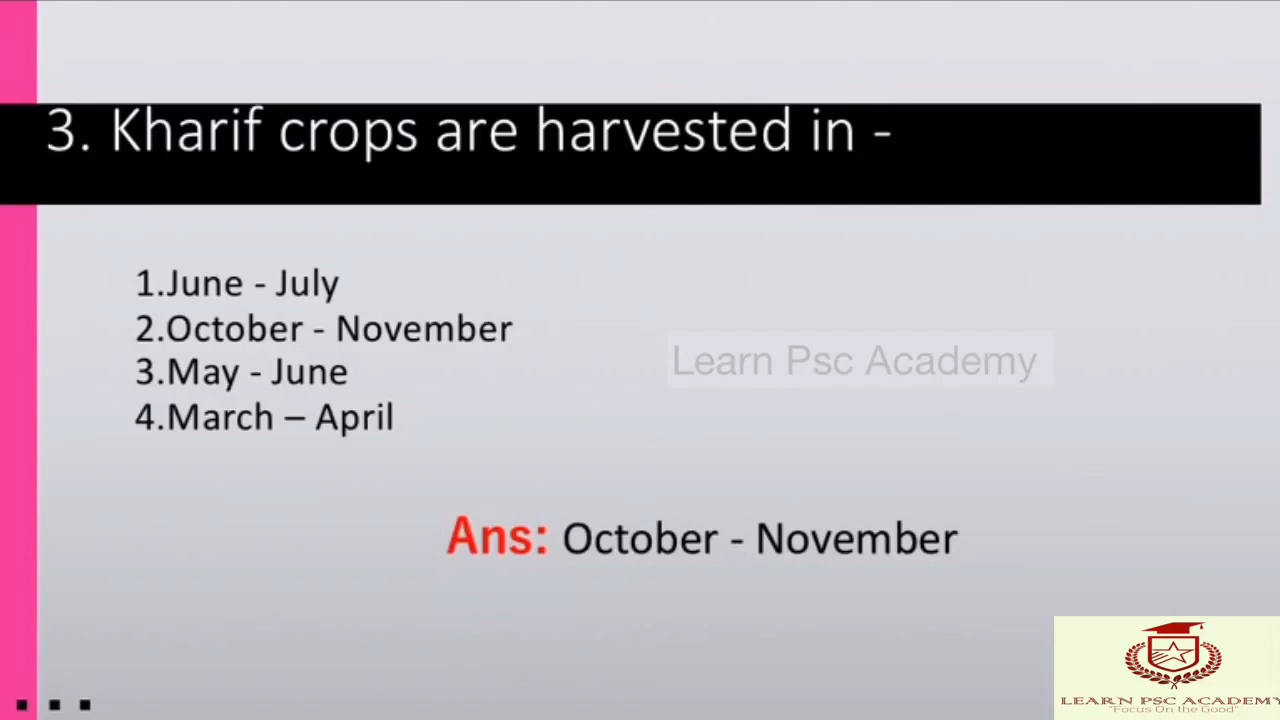 3. Kharif crops are harvested in -
1.June - July
2.October - November
3.May - June
4.March – April
Learn Psc Academy
Ans: October - November
LEARN PSC ACADEMY
"Focus On the Good"